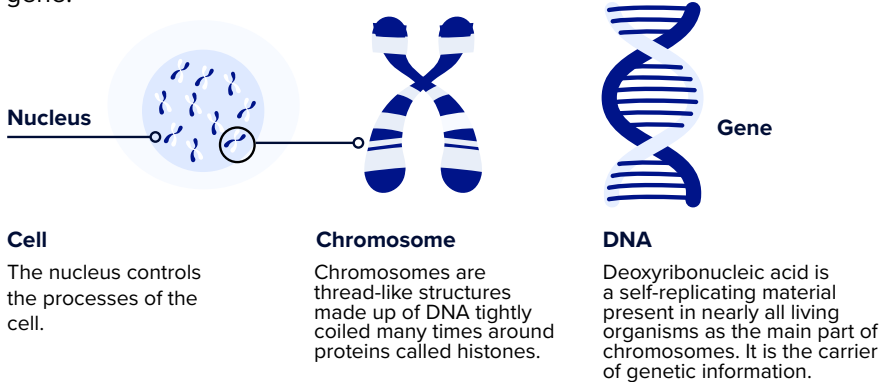 gene.
Nucleus
Gene
Cell
The nucleus controls
the processes of the
cell.
Chromosome
Chromosomes are
thread-like structures
made up of DNA tightly
coiled many times around
proteins called histones.
DNA
Deoxyribonucleic acid is
a self-replicating material
present in nearly all living
organisms as the main part of
chromosomes. It is the carrier
of genetic information.